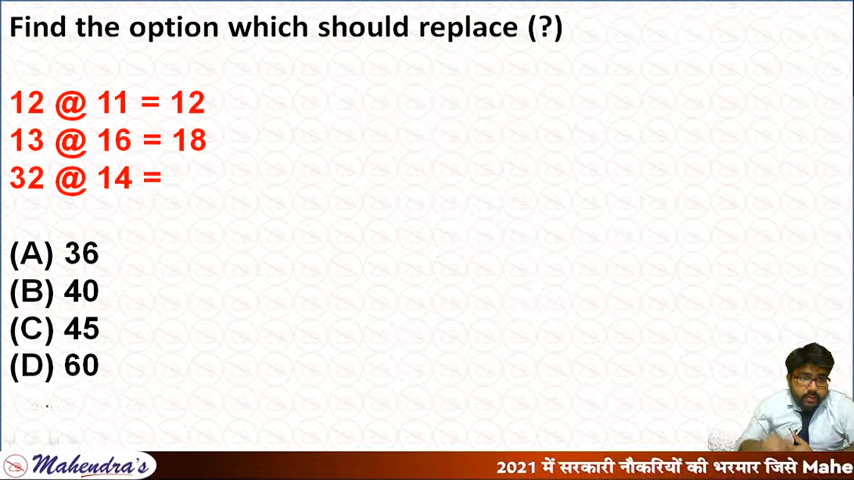 Find the option which should replace (?)
12 @ 11 = 12
13 @ 16 = 18
32 @ 14 =
(A) 36
(B) 40
(C) 45
(D) 60
Mahendra's
2021 में सरकारी नौकरियों की भरमार जिसे Mahe